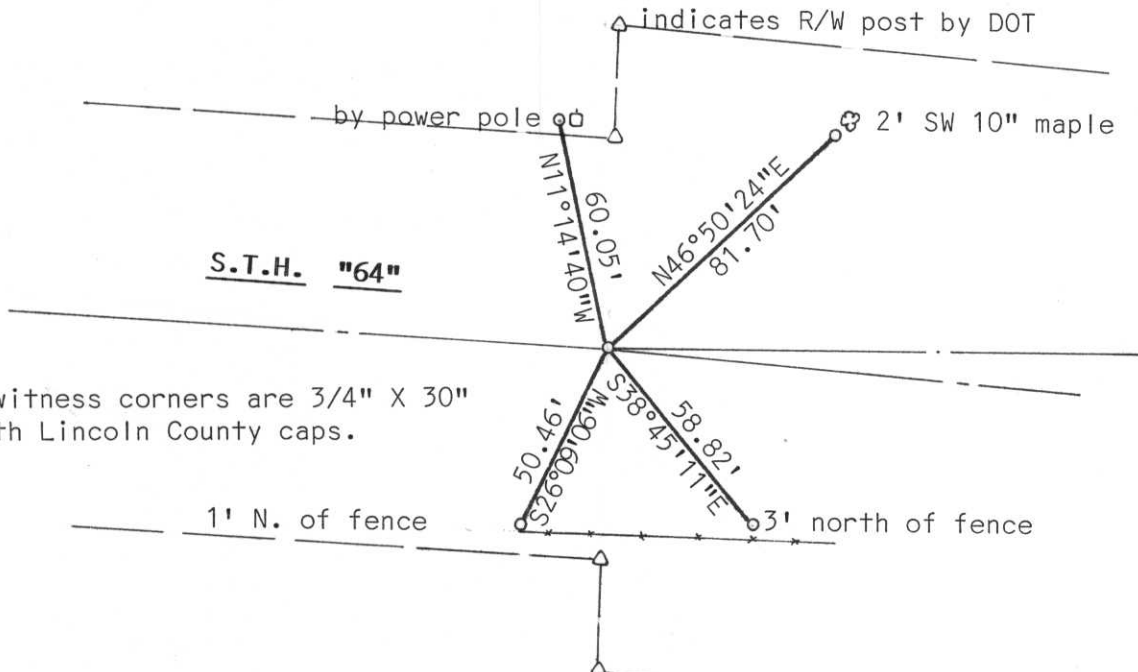 indicates R/W post by DOT
by power pole
2' SW 10" maple
N11°14'40"W
60.05'
N46°50'24"E
81.70'
S.T.H. "64"
witness corners are 3/4" X 30"
th Lincoln County caps.
50.46'
S26°09'06"W
58.82'
S38°45'11"E
1' N. of fence
3' north of fence